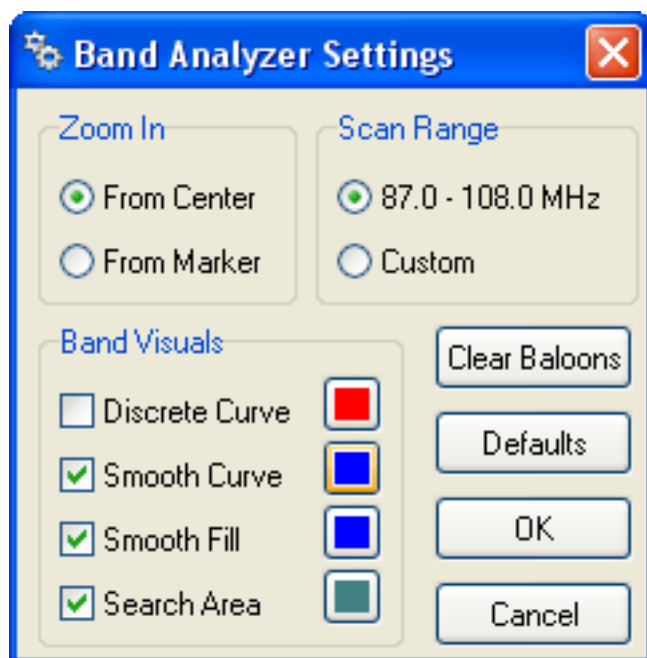 Band Analyzer Settings
Zoom In
From Center
From Marker
Scan Range
87.0 - 108.0 MHz
Custom
Band Visuals
Discrete Curve
Smooth Curve
Smooth Fill
Search Area
Clear Baloons
Defaults
OK
Cancel